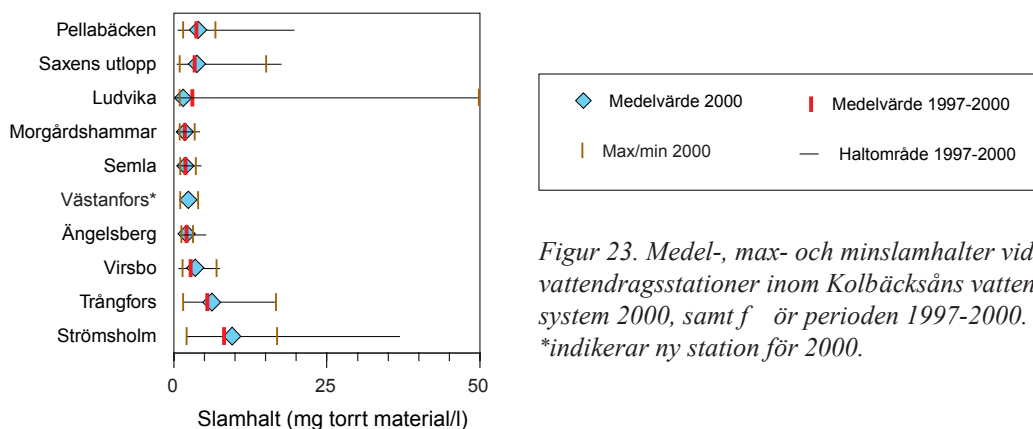 Pellabäcken
Saxens utlopp
Ludvika
Morgårdshammar
Semla
Västanfors*
Ängelsberg
Virsbo
Trångfors
Strömsholm
0 25 50
Slamhalt (mg torrt material/l)
Medelvärde 2000 Medelvärde 1997-2000
Max/min 2000 Haltområde 1997-2000
Figur 23. Medel-, max- och minslamhalter vid
vattendragsstationer inom Kolbäcksåns vatten
system 2000, samt f ör perioden 1997-2000.
*indikerar ny station för 2000.